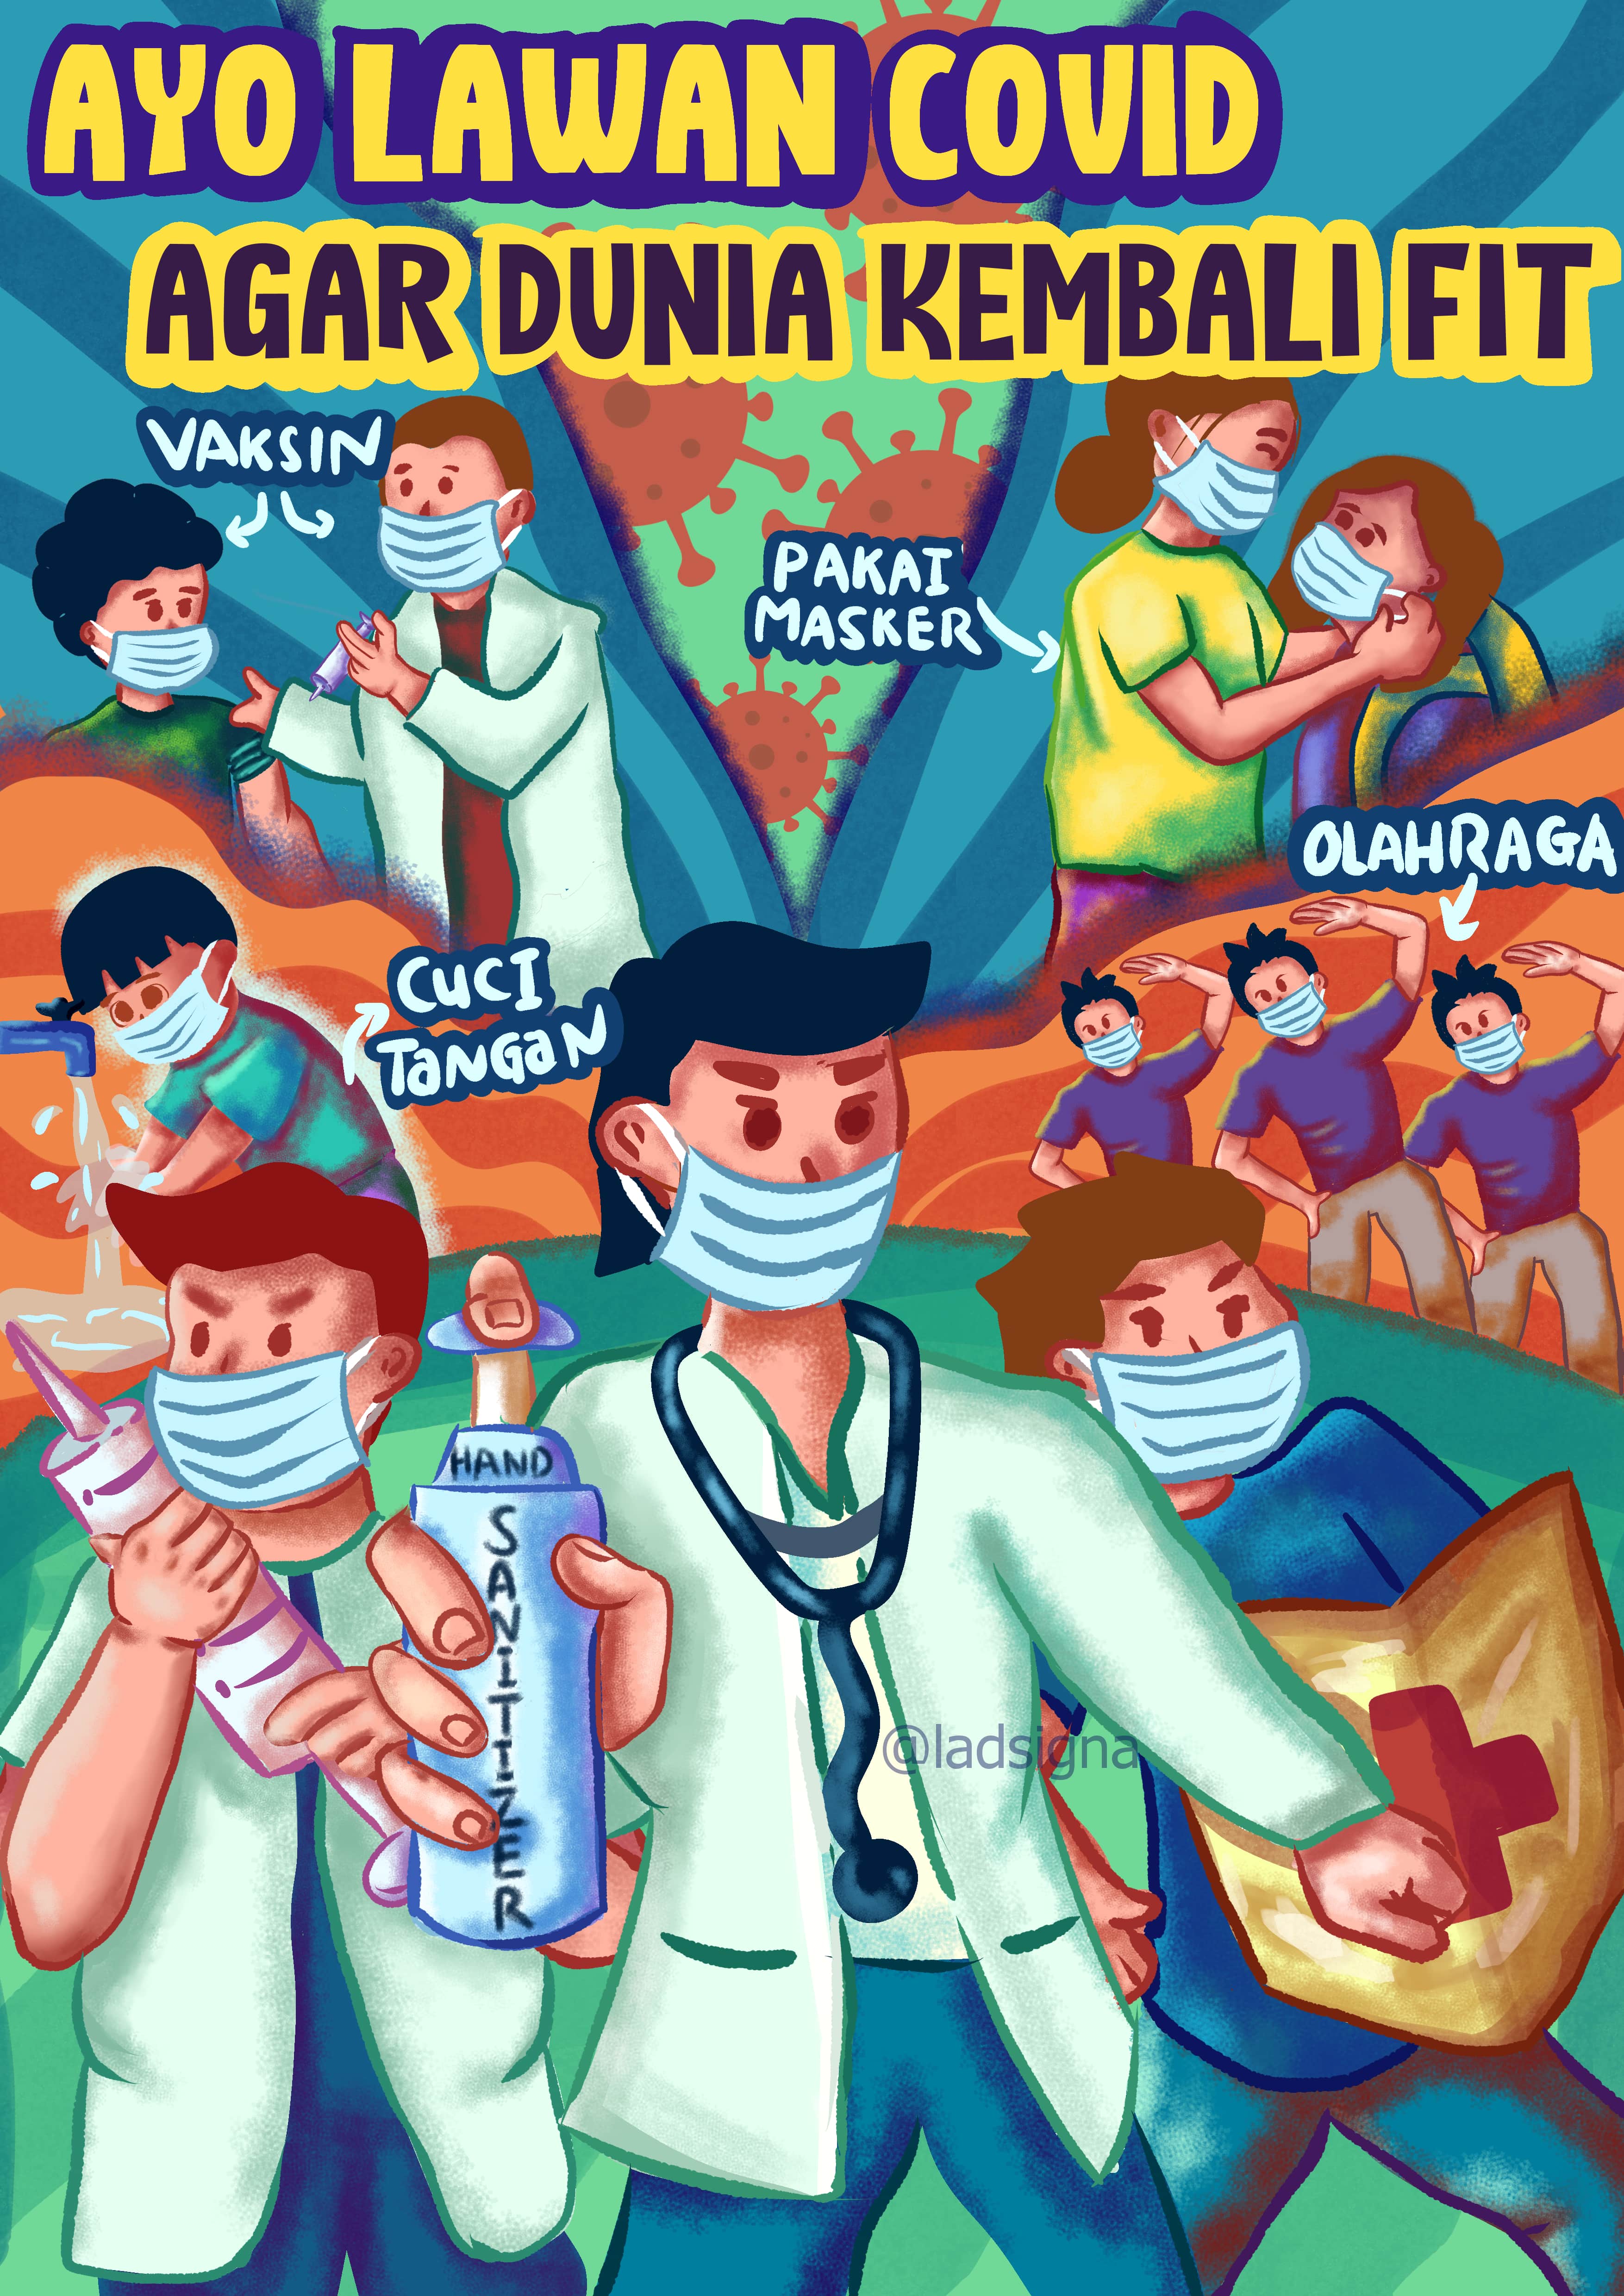 AYO LAWAN COVID
AGAR DUNIA KEMBALI FIT
VAKSIN
PAKAI
MASKER
OLAHRAGA
CUCI
TANGAN
HAND
SANITIZER
@ladsigna